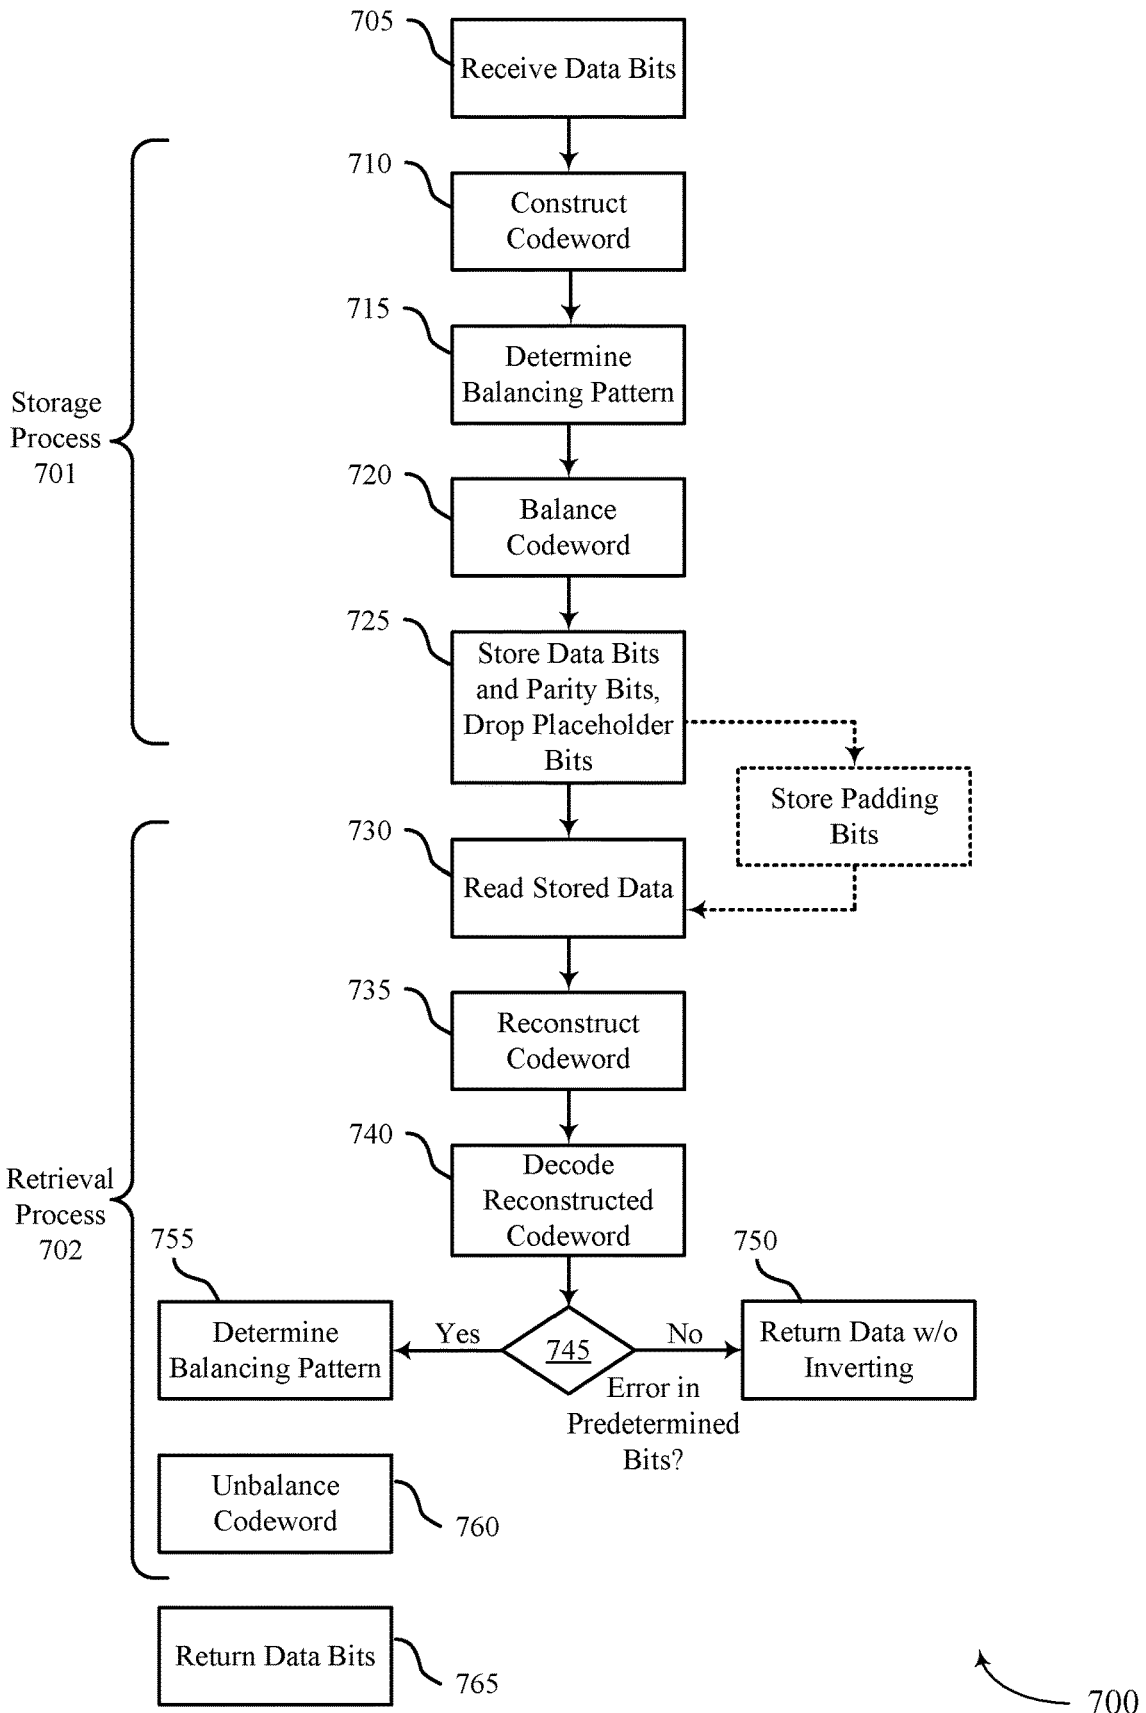 705
Receive Data Bits
710
Construct
Codeword
715
Determine
Balancing Pattern
Storage
Process
701
720
Balance
Codeword
725
Store Data Bits
and Parity Bits,
Drop Placeholder
Bits
Store Padding
Bits
730
Read Stored Data
735
Reconstruct
Codeword
740
Decode
Reconstructed
Codeword
Retrieval
Process
702
755
Determine
Balancing Pattern
Yes
745
No
Error in
Predetermined
Bits?
750
Return Data w/o
Inverting
Unbalance
Codeword
760
Return Data Bits
765
700